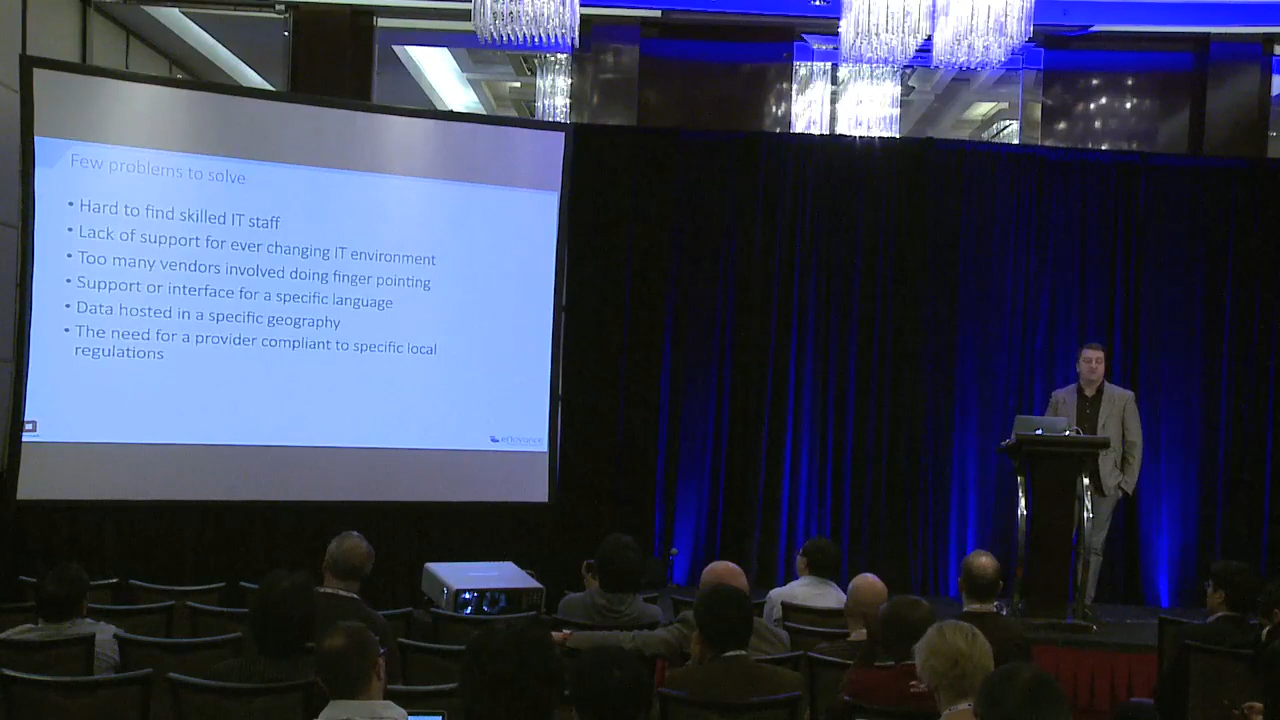 Few problems to solve
• Hard to find skilled IT staff
• Lack of support for ever changing IT environment
• Too many vendors involved doing finger pointing
• Support or interface for a specific language
• Data hosted in a specific geography
• The need for a provider compliant to specific local
regulations
eNovance